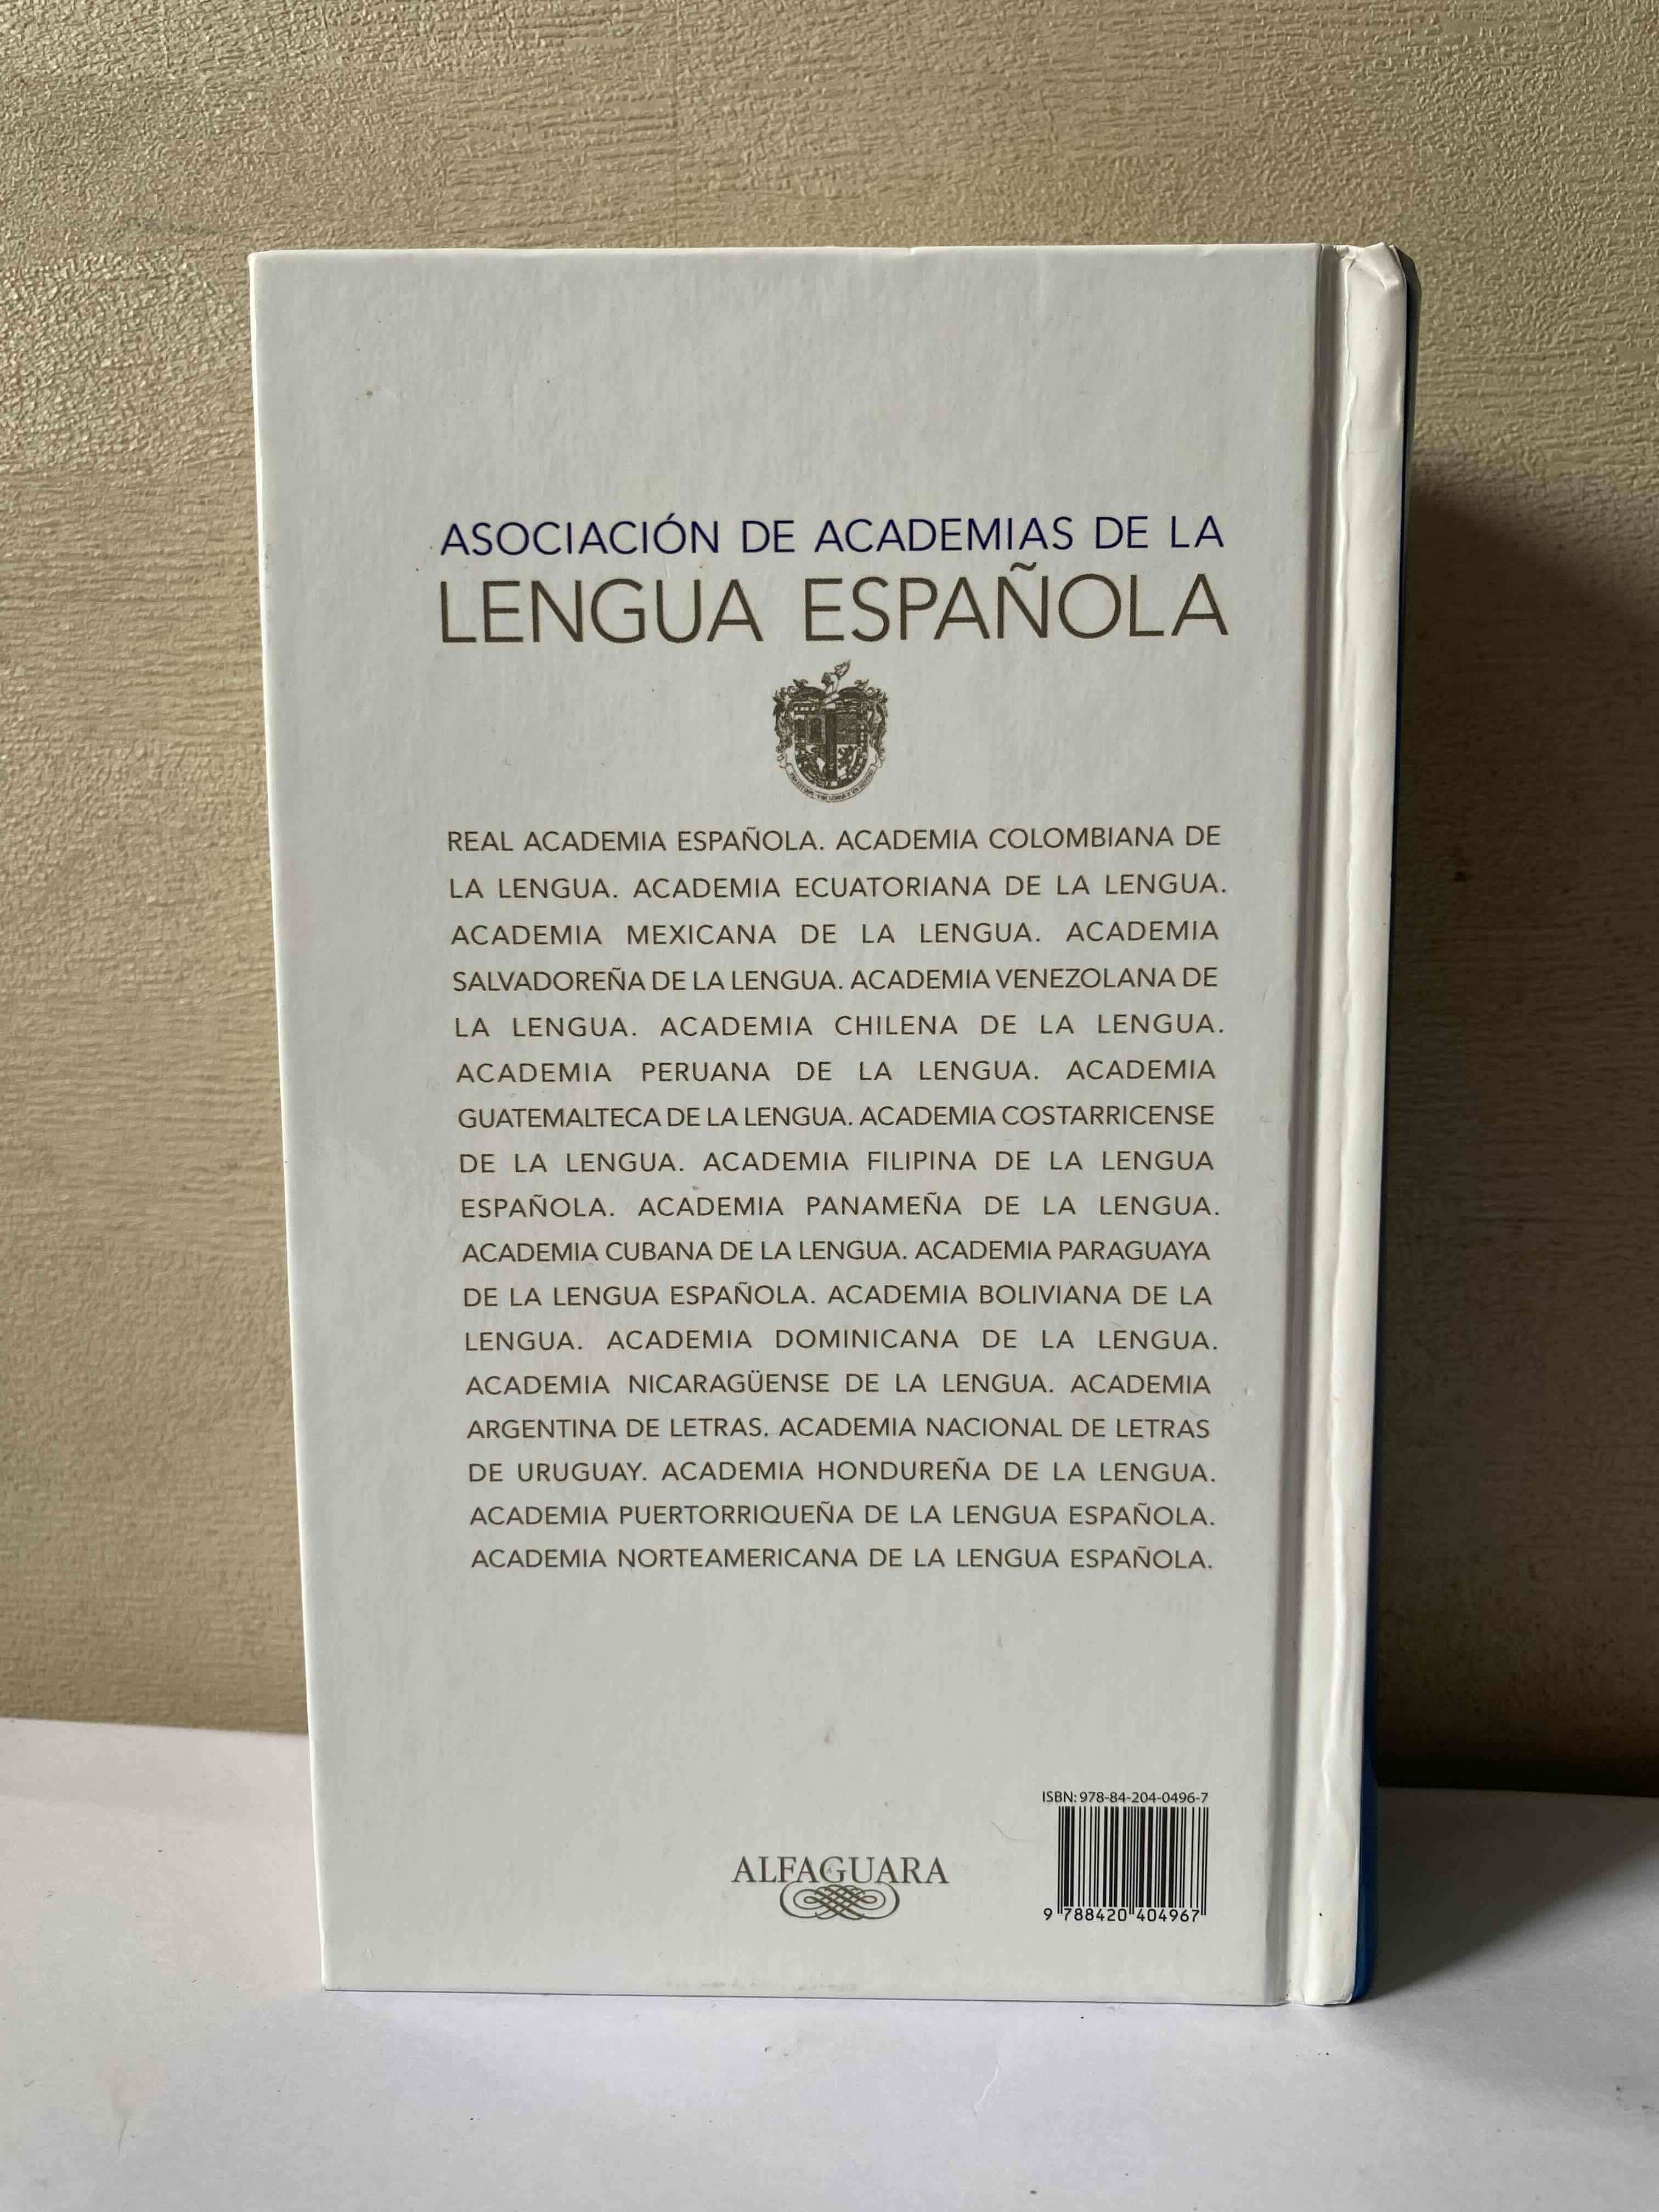 ASOCIACIÓN DE ACADEMIAS DE LA
LENGUA ESPAÑOLA
REAL ACADEMIA ESPAÑOLA. ACADEMIA COLOMBIANA DE
LA LENGUA. ACADEMIA ECUATORIANA DE LA LENGUA.
ACADEMIA MEXICANA DE LA LENGUA. ACADEMIA
SALVADOREÑA DE LA LENGUA. ACADEMIA VENEZOLANA DE
LA LENGUA. ACADEMIA CHILENA DE LA LENGUA.
ACADEMIA PERUANA DE LA LENGUA. ACADEMIA
GUATEMALTECA DE LA LENGUA. ACADEMIA COSTARRICENSE
DE LA LENGUA. ACADEMIA FILIPINA DE LA LENGUA
ESPAÑOLA. ACADEMIA PANAMEÑA DE LA LENGUA.
ACADEMIA CUBANA DE LA LENGUA. ACADEMIA PARAGUAYA
DE LA LENGUA ESPAÑOLA. ACADEMIA BOLIVIANA DE LA
LENGUA. ACADEMIA DOMINICANA DE LA LENGUA.
ACADEMIA NICARAGÜENSE DE LA LENGUA. ACADEMIA
ARGENTINA DE LETRAS. ACADEMIA NACIONAL DE LETRAS
DE URUGUAY. ACADEMIA HONDUREÑA DE LA LENGUA.
ACADEMIA PUERTORRIQUEÑA DE LA LENGUA ESPAÑOLA.
ACADEMIA NORTEAMERICANA DE LA LENGUA ESPAÑOLA.
ISBN: 978-84-204-0496-7
ALFAGUARA
9 788420 404967